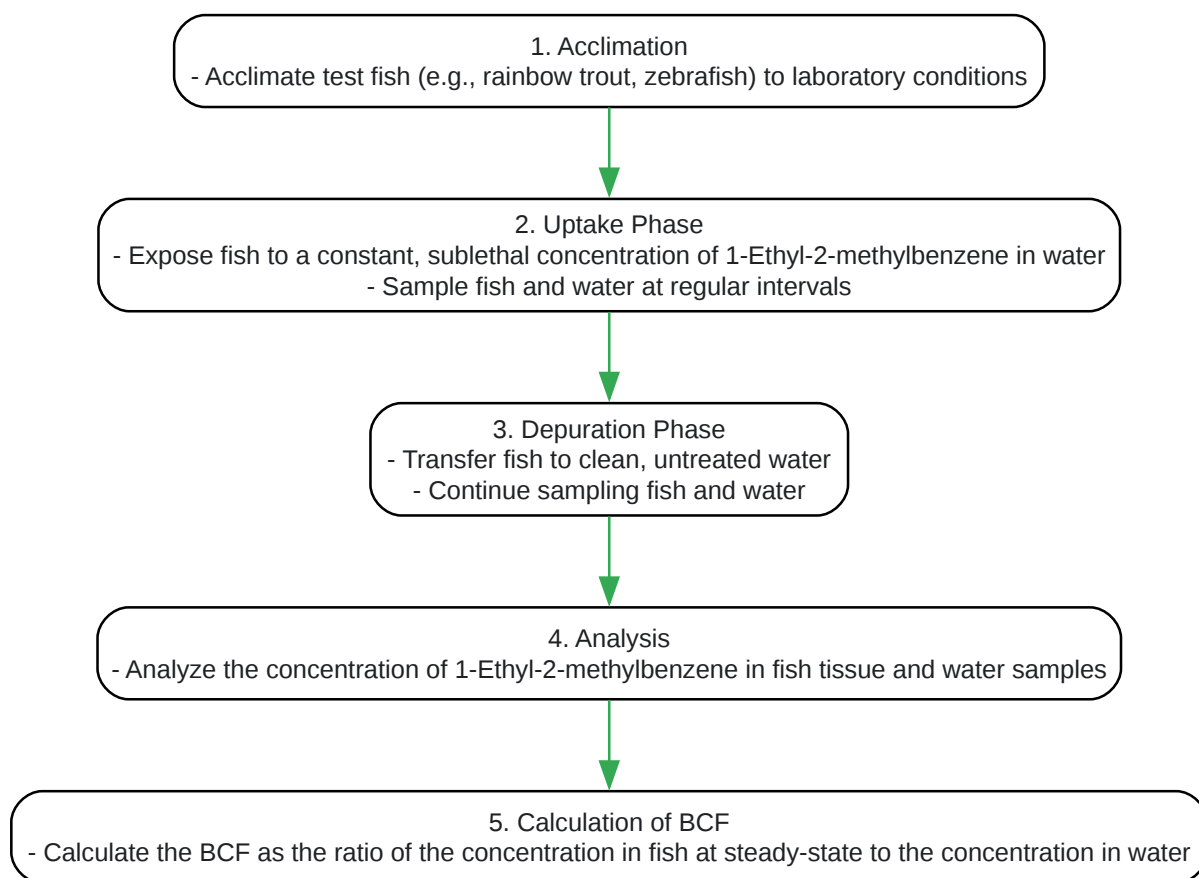 1. Acclimation
- Acclimate test fish (e.g., rainbow trout, zebrafish) to laboratory conditions
2. Uptake Phase
- Expose fish to a constant, sublethal concentration of 1-Ethyl-2-methylbenzene in water
- Sample fish and water at regular intervals
3. Depuration Phase
- Transfer fish to clean, untreated water
- Continue sampling fish and water
4. Analysis
- Analyze the concentration of 1-Ethyl-2-methylbenzene in fish tissue and water samples
5. Calculation of BCF
- Calculate the BCF as the ratio of the concentration in fish at steady-state to the concentration in water